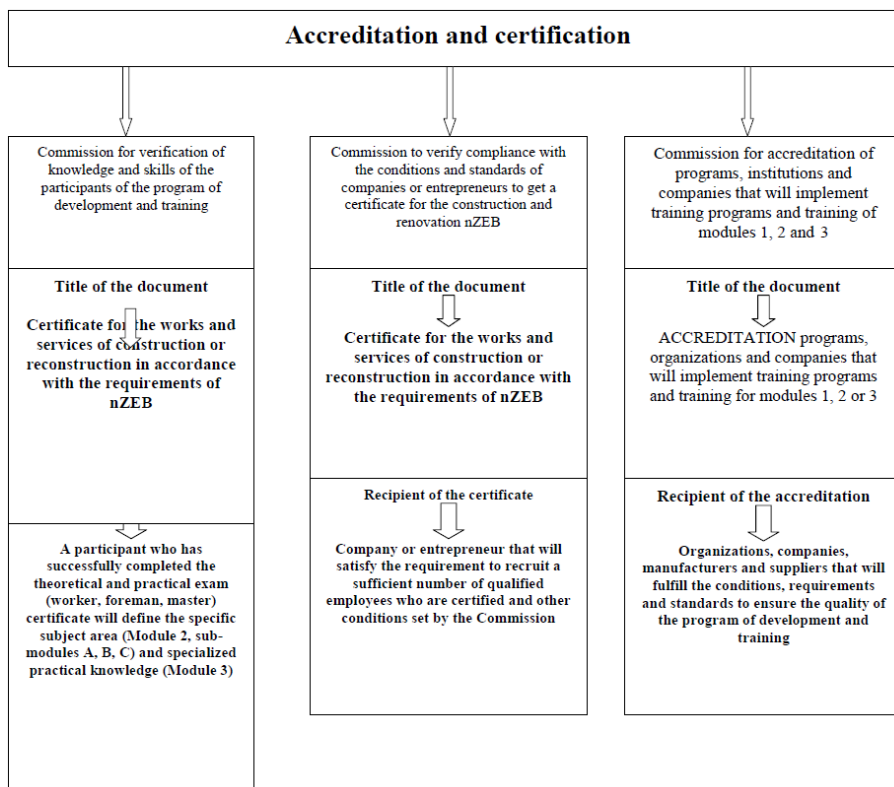 Accreditation and certification
Commission for verification of
knowledge and skills of the
participants of the program of
development and training
Title of the document
Certificate for the works and
services of construction or
reconstruction in accordance
with the requirements of
nZEB
A participant who has
successfully completed the
theoretical and practical exam
(worker, foreman, master)
certificate will define the specific
subject area (Module 2, sub-
modules A, B, C) and specialized
practical knowledge (Module 3)
Commission to verify compliance with
the conditions and standards of
companies or entrepreneurs to get a
certificate for the construction and
renovation nZEB
Title of the document
Certificate for the works and
services of construction or
reconstruction in accordance with
the requirements of nZEB
Recipient of the certificate
Company or entrepreneur that will
satisfy the requirement to recruit a
sufficient number of qualified
employees who are certified and other
conditions set by the Commission
Commission for accreditation of
programs, institutions and
companies that will implement
training programs and training of
modules 1, 2 and 3
Title of the document
ACCREDITATION programs,
organizations and companies that
will implement training programs
and training for modules 1, 2 or 3
Recipient of the accreditation
Organizations, companies,
manufacturers and suppliers that will
fulfill the conditions, requirements
and standards to ensure the quality of
the program of development and
training